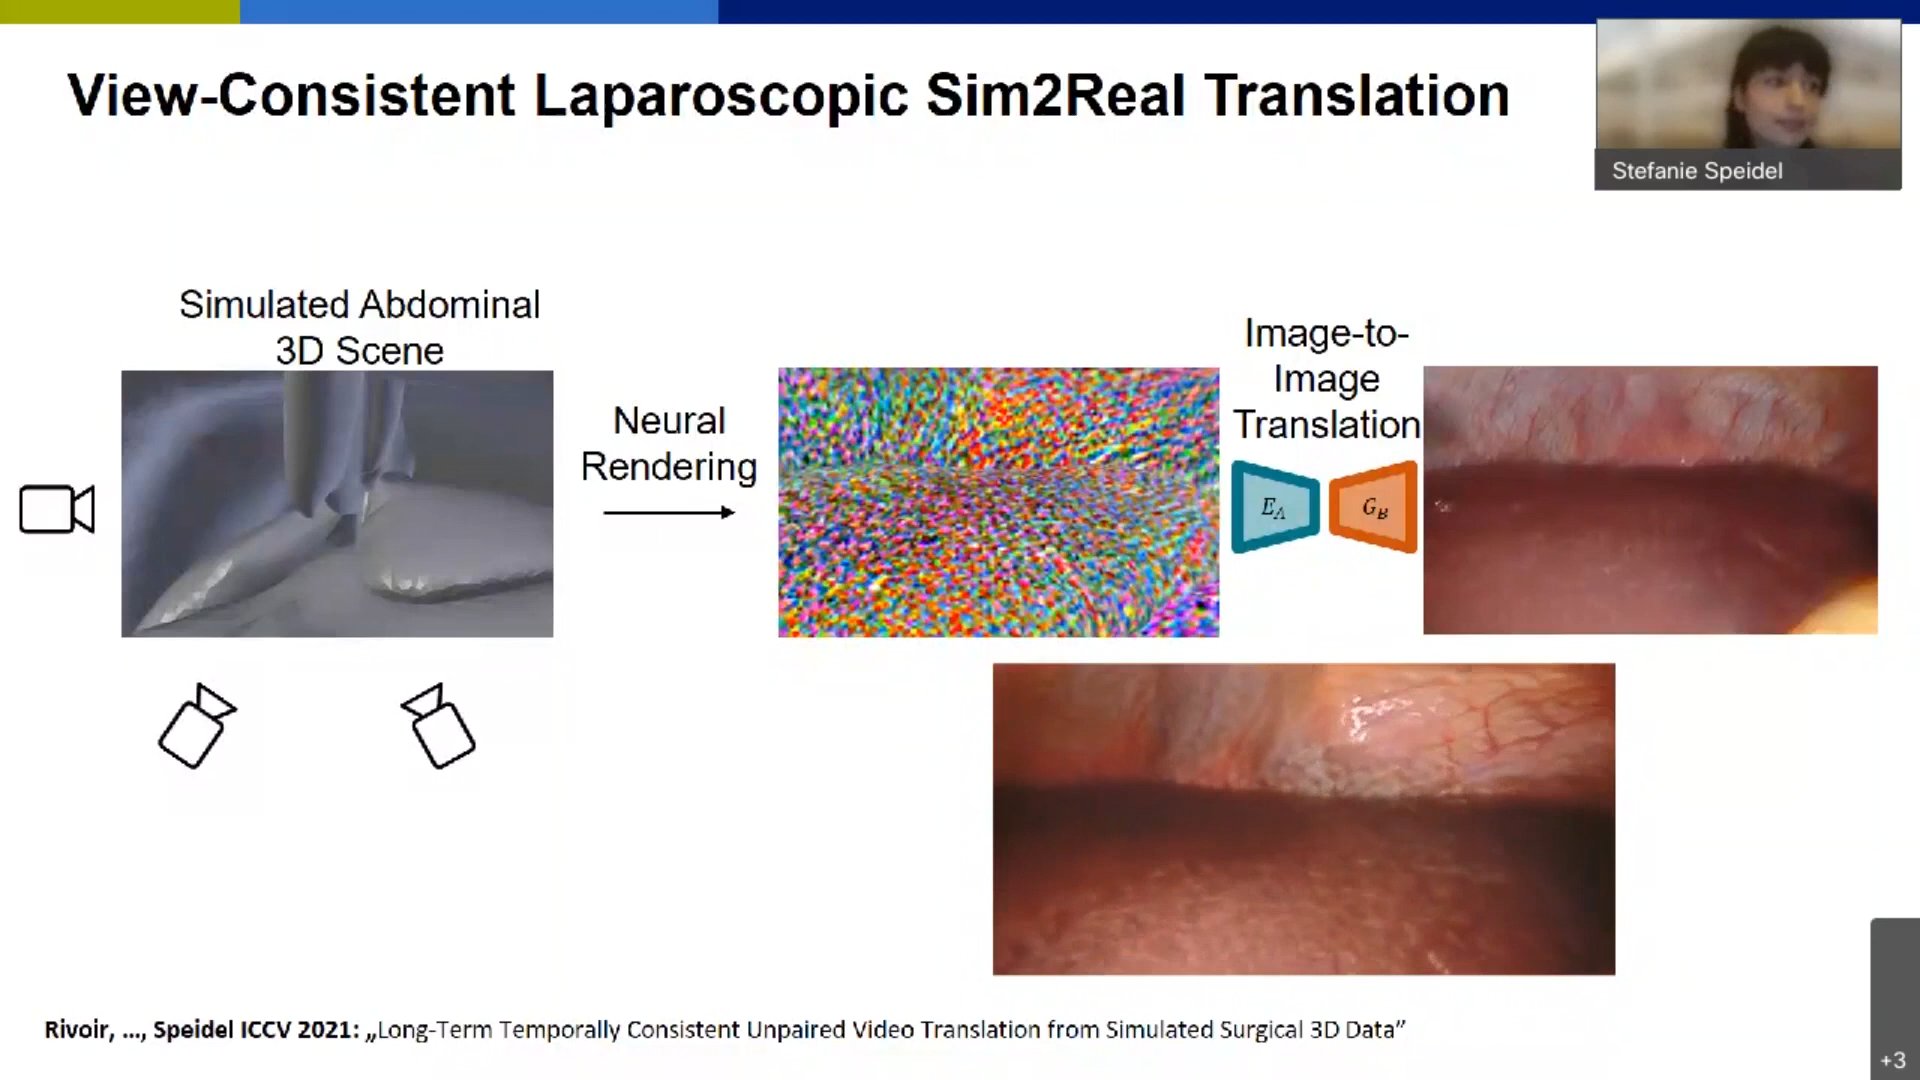 View-Consistent Laparoscopic Sim2Real Translation
Stefanie Speidel
Simulated Abdominal
3D Scene
Neural
Rendering
Image-to-
Image
Translation
E_A
G_B
Rivoir, ..., Speidel ICCV 2021: „Long-Term Temporally Consistent Unpaired Video Translation from Simulated Surgical 3D Data”
+3